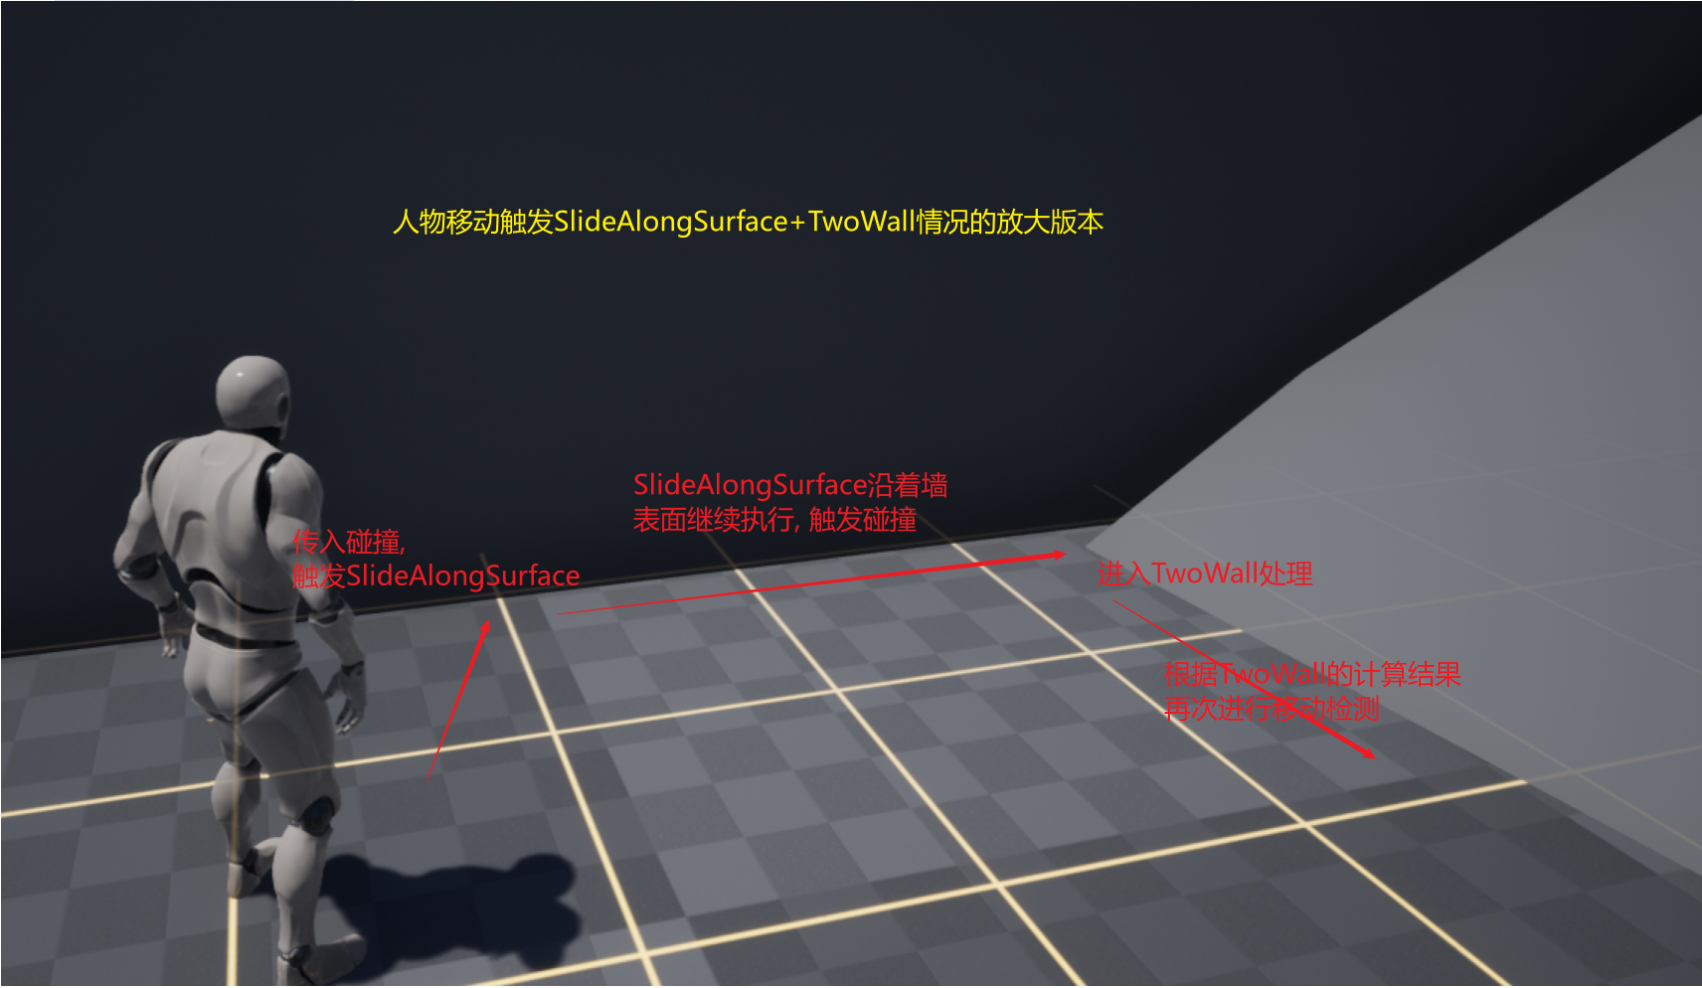 人物移动触发SlideAlongSurface+TwoWall情况的放大版本
SlideAlongSurface沿着墙
表面继续执行, 触发碰撞
传入碰撞,
触发SlideAlongSurface
进入TwoWall处理
根据TwoWall的计算结果
再次进行移动检测